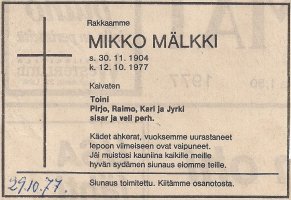 Rakkaamme
MIKKO MÄLKKI
s. 30. 11. 1904
k. 12. 10. 1977
Kaivaten
Toini
Pirjo, Raimo, Kari ja Jyrki
sisar ja veli perh.
Kädet ahkerat, vuoksemme uurastaneet
lepoon viimeiseen ovat vaipuneet.
Jäi muistosi kauniina kaikille meille
hyvän sydämen siunaus elomme teille.
Siunaus toimitettu. Kiitämme osanotosta.
29.10.77.